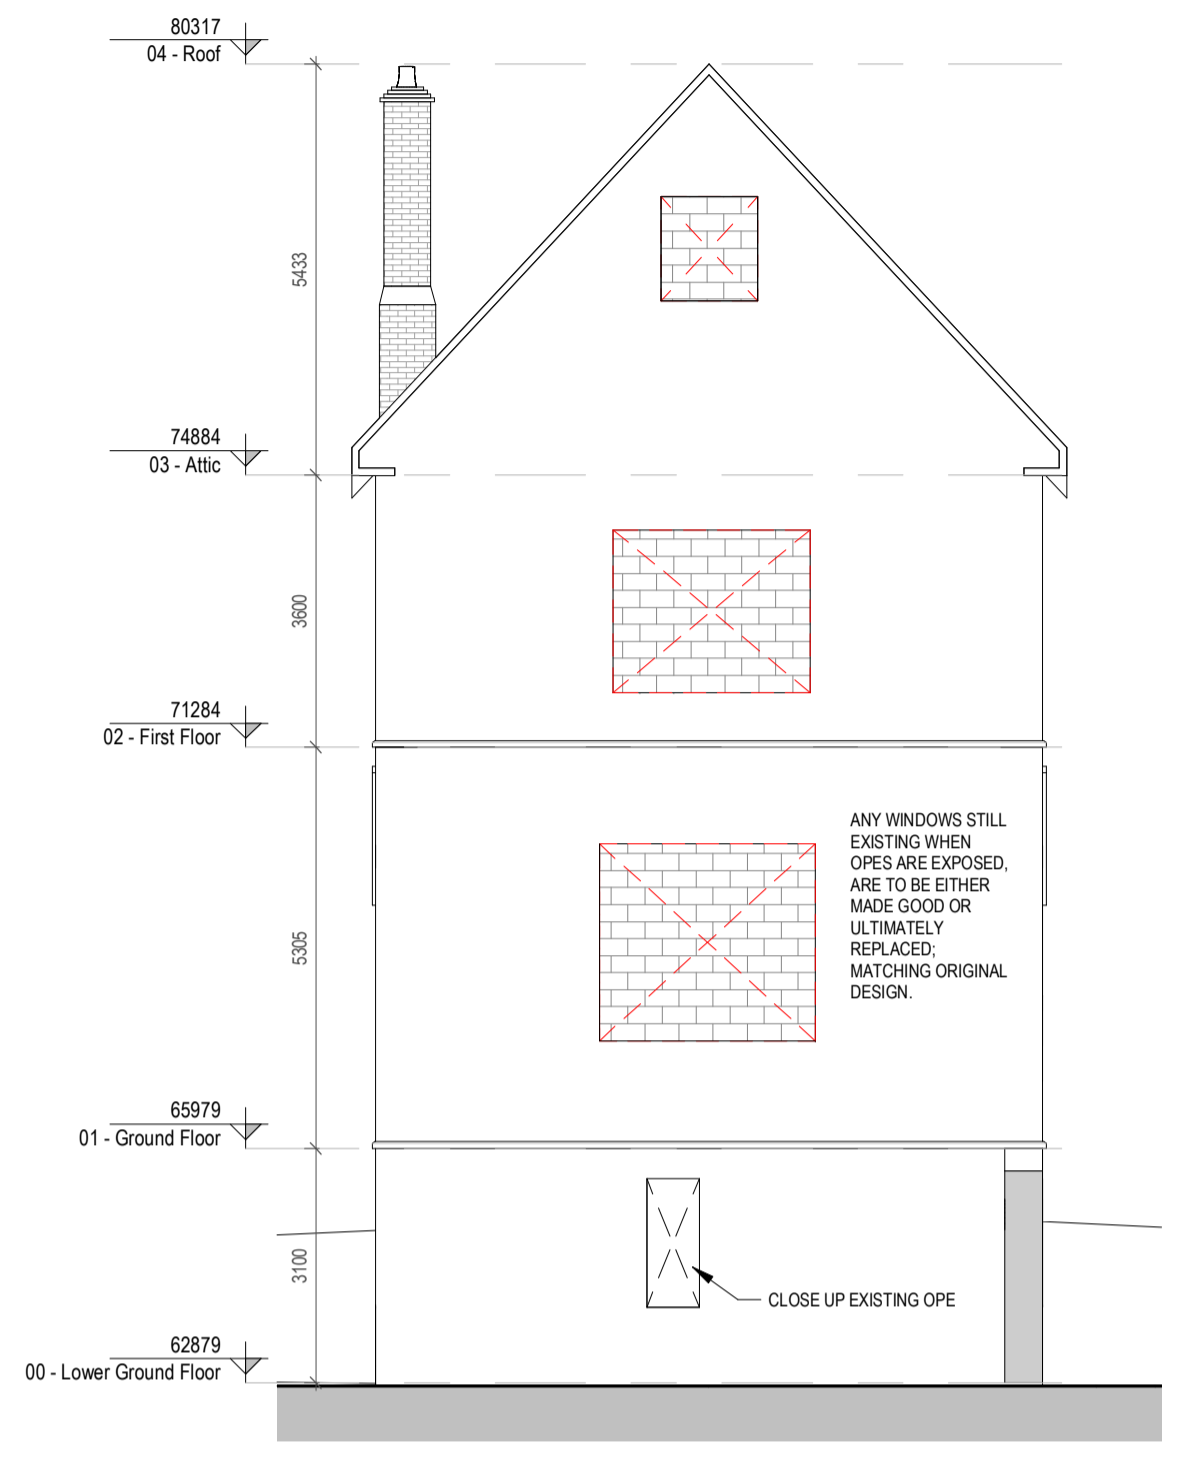 80317
04 - Roof
5433
74884
03 - Attic
3600
71284
02 - First Floor
ANY WINDOWS STILL
EXISTING WHEN
OPES ARE EXPOSED,
ARE TO BE EITHER
MADE GOOD OR
ULTIMATELY
REPLACED;
MATCHING ORIGINAL
DESIGN.
5305
65979
01 - Ground Floor
3100
CLOSE UP EXISTING OPE
62879
00 - Lower Ground Floor